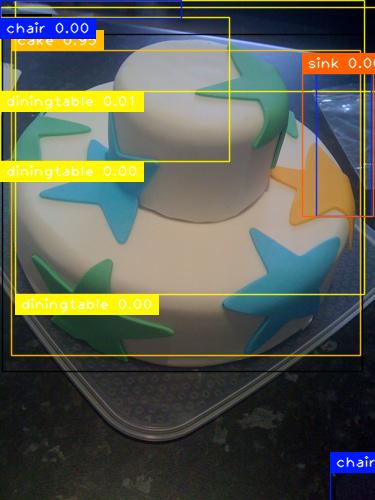 chair 0.00
cake 0.95
sink 0.00
diningtable 0.01
diningtable 0.00
diningtable 0.00
chair